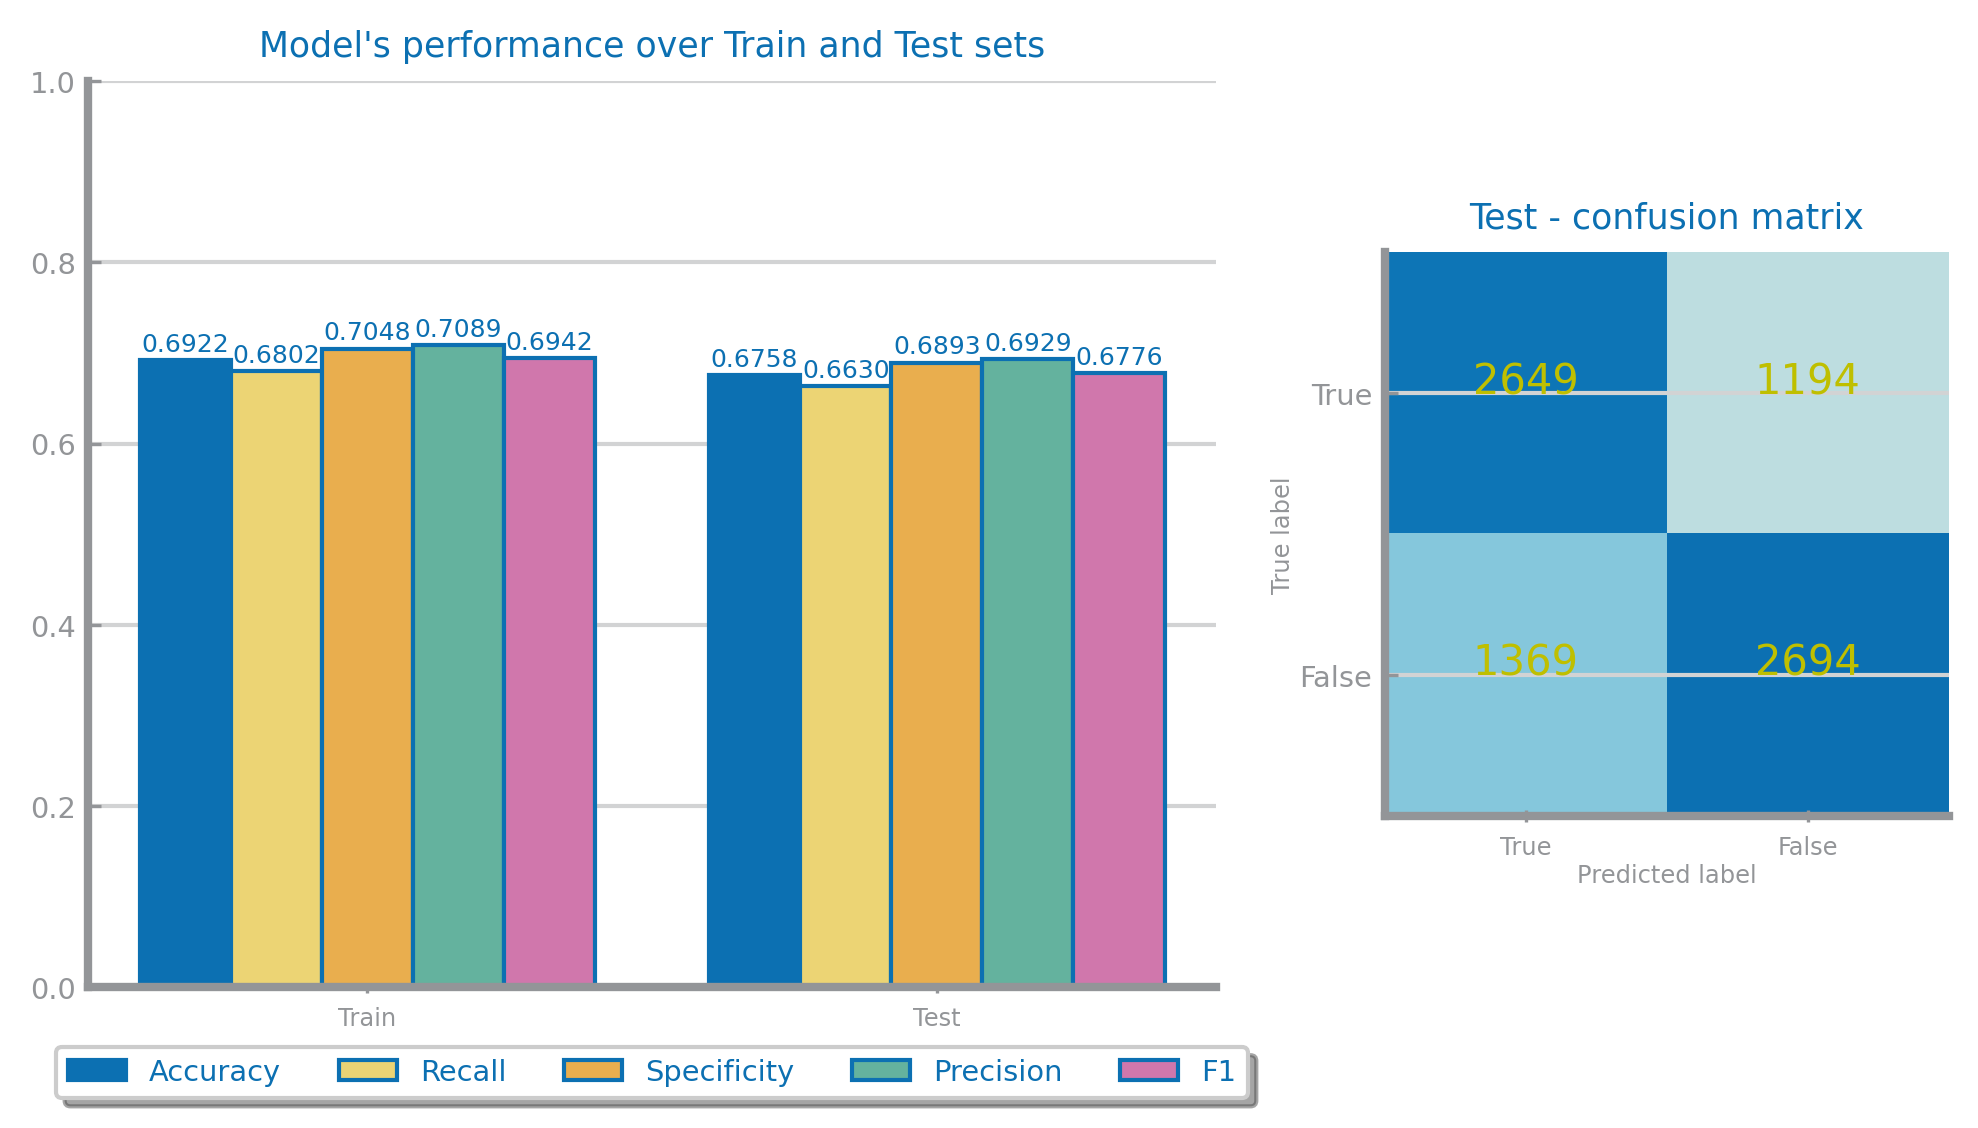 Model's performance over Train and Test sets
1.0
0.8
0.6
0.4
0.2
0.0
0.6922
0.6802
0.7048
0.7089
0.6942
0.6758
0.6630
0.6893
0.6929
0.6776
Train
Test
Accuracy
Recall
Specificity
Precision
F1
Test - confusion matrix
True label
True
2649
1194
False
1369
2694
True
False
Predicted label